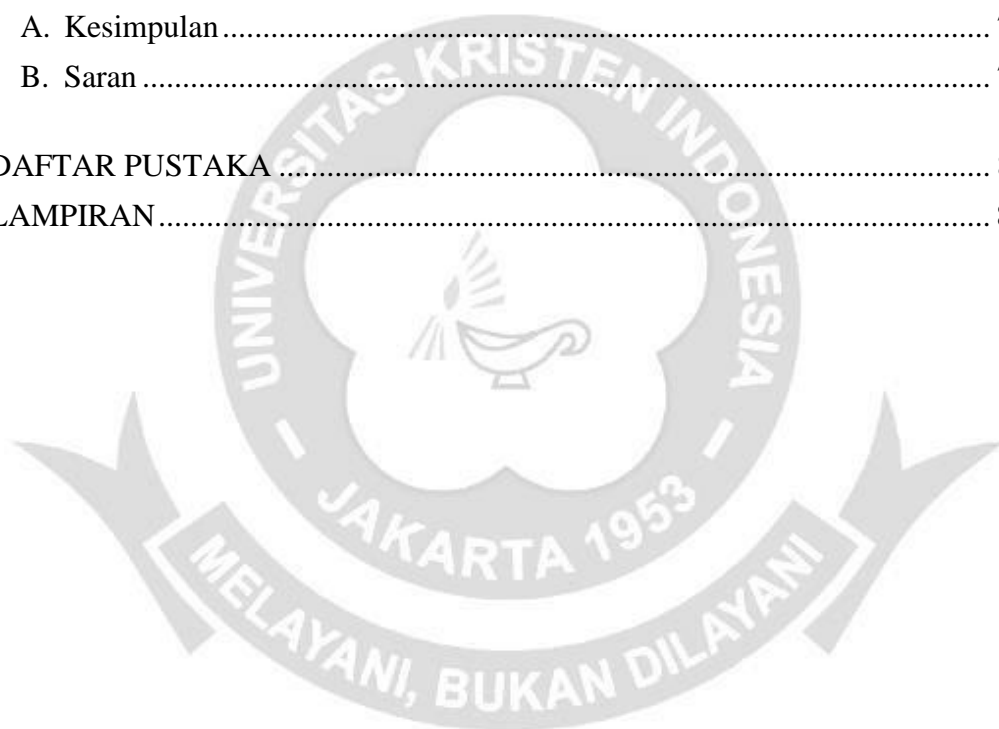 A. Kesimpulan
B. Saran
DAFTAR PUSTAKA
LAMPIRAN
UNIVERSITAS KRISTEN INDONESIA
JAKARTA 1953
MELAYANI, BUKAN DILAYANI